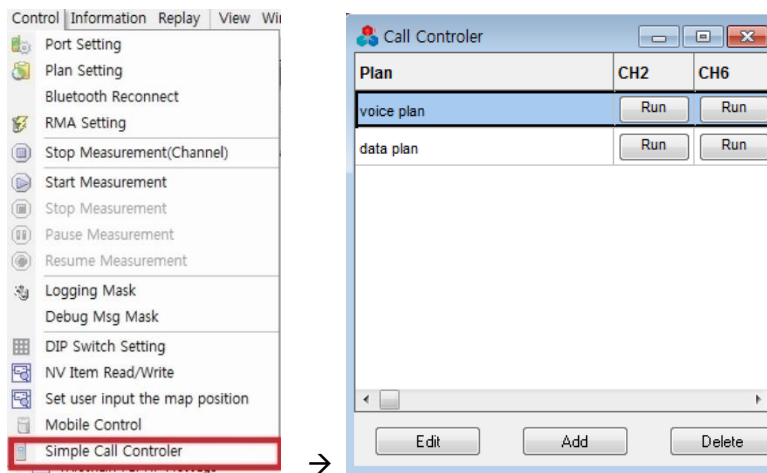 Control Information Replay View
Port Setting
Plan Setting
Bluetooth Reconnect
RMA Setting
Stop Measurement(Channel)
Start Measurement
Stop Measurement
Pause Measurement
Resume Measurement
Logging Mask
Debug Msg Mask
DIP Switch Setting
NV Item Read/Write
Set user input the map position
Mobile Control
Simple Call Controler
→
Call Controler
Plan CH2 CH6
voice plan Run Run
data plan Run Run
Edit Add Delete